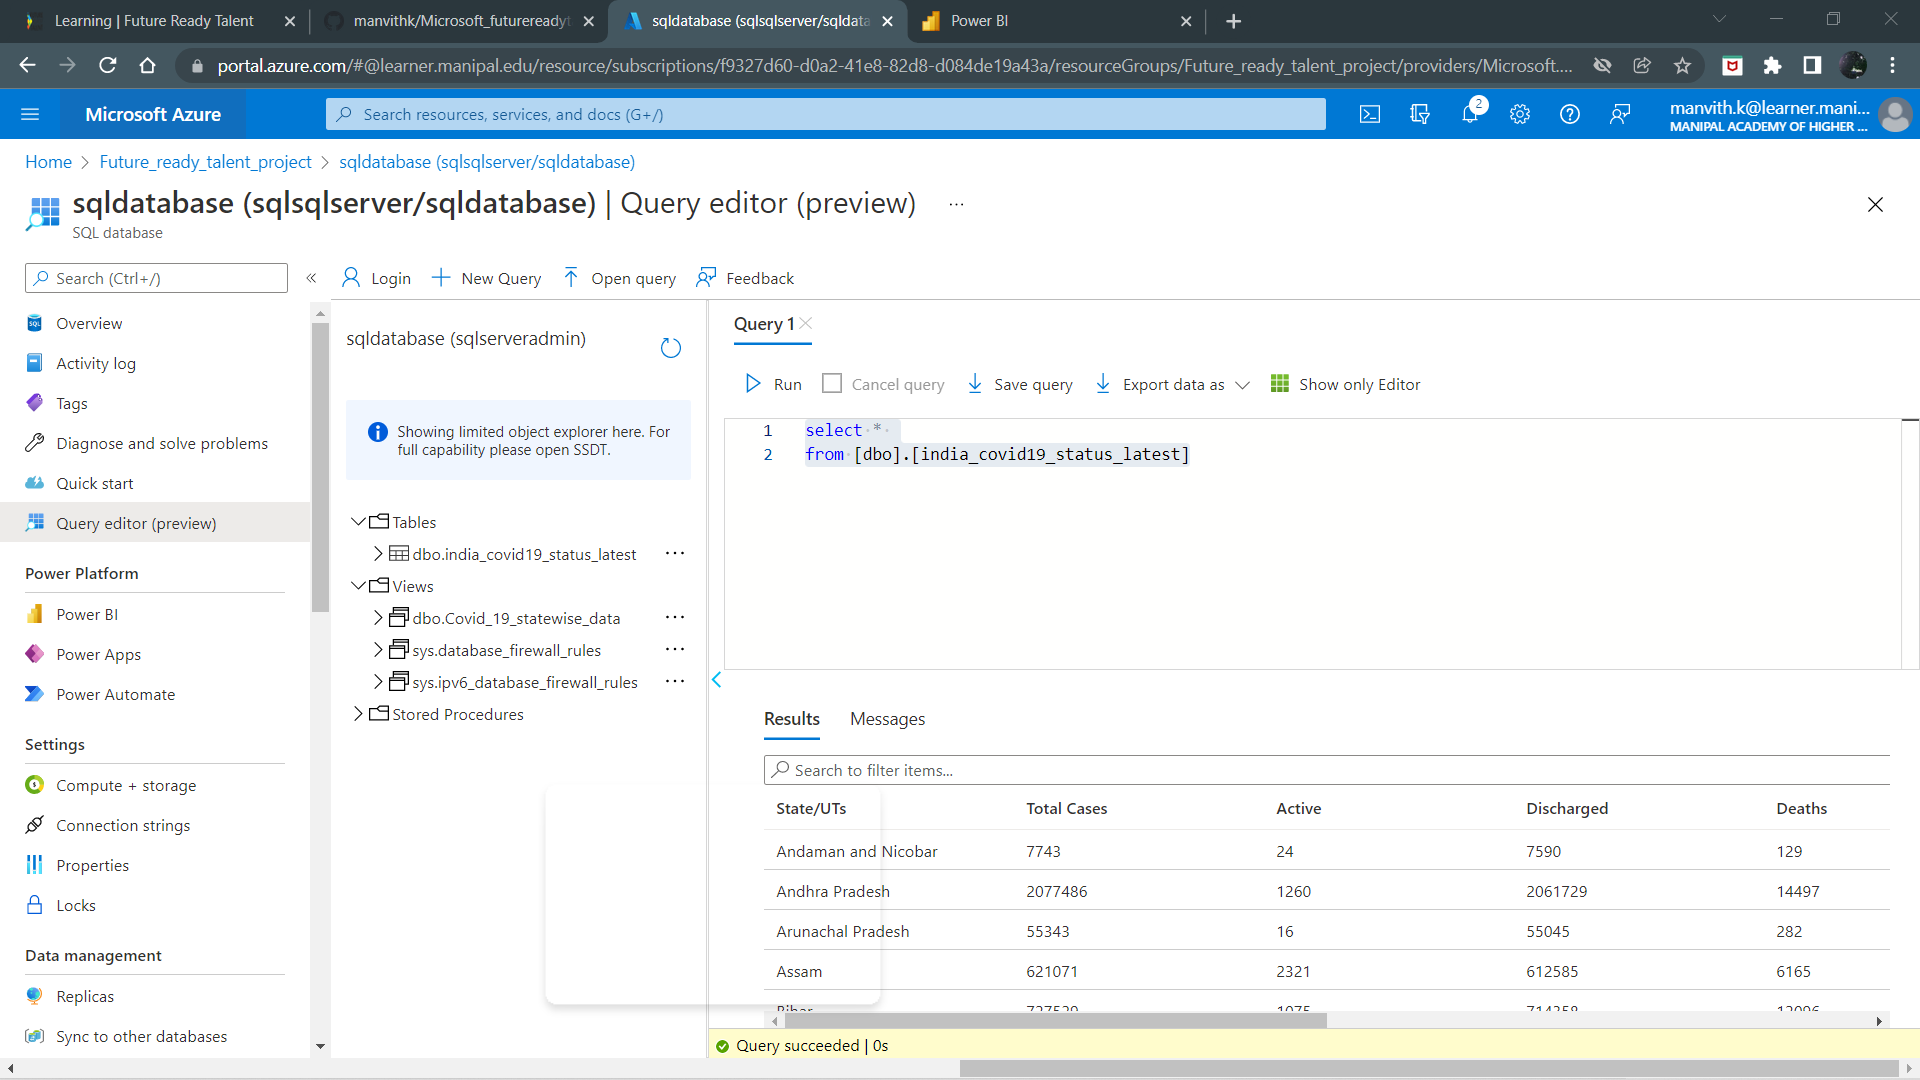 Learning | Future Ready Talent
manvithk/Microsoft_futurereadyt
sqldatabase (sqlsqlserver/sqldata
Power BI
portal.azure.com/#@learner.manipal.edu/resource/subscriptions/f9327d60-d0a2-41e8-82d8-d084de19a43a/resourceGroups/Future_ready_talent_project/providers/Microsoft....
Microsoft Azure
Search resources, services, and docs (G+/)
2
manvith.k@learner.mani...
MANIPAL ACADEMY OF HIGHER ...
Home > Future_ready_talent_project > sqldatabase (sqlsqlserver/sqldatabase)
sqldatabase (sqlsqlserver/sqldatabase) | Query editor (preview) ...
SQL database
Search (Ctrl+/)
«
Login
New Query
Open query
Feedback
Overview
Activity log
Tags
Diagnose and solve problems
Quick start
Query editor (preview)
Power Platform
Power BI
Power Apps
Power Automate
Settings
Compute + storage
Connection strings
Properties
Locks
Data management
Replicas
Sync to other databases
sqldatabase (sqlserveradmin)
Showing limited object explorer here. For
full capability please open SSDT.
Tables
dbo.india_covid19_status_latest ...
Views
dbo.Covid_19_statewise_data ...
sys.database_firewall_rules ...
sys.ipv6_database_firewall_rules ...
Stored Procedures
Query 1
Run
Cancel query
Save query
Export data as
Show only Editor
1 select *
2 from [dbo].[india_covid19_status_latest]
Results Messages
Search to filter items...
State/UTs Total Cases Active Discharged Deaths
Andaman and Nicobar 7743 24 7590 129
Andhra Pradesh 2077486 1260 2061729 14497
Arunachal Pradesh 55343 16 55045 282
Assam 621071 2321 612585 6165
Bihar
Query succeeded | 0s